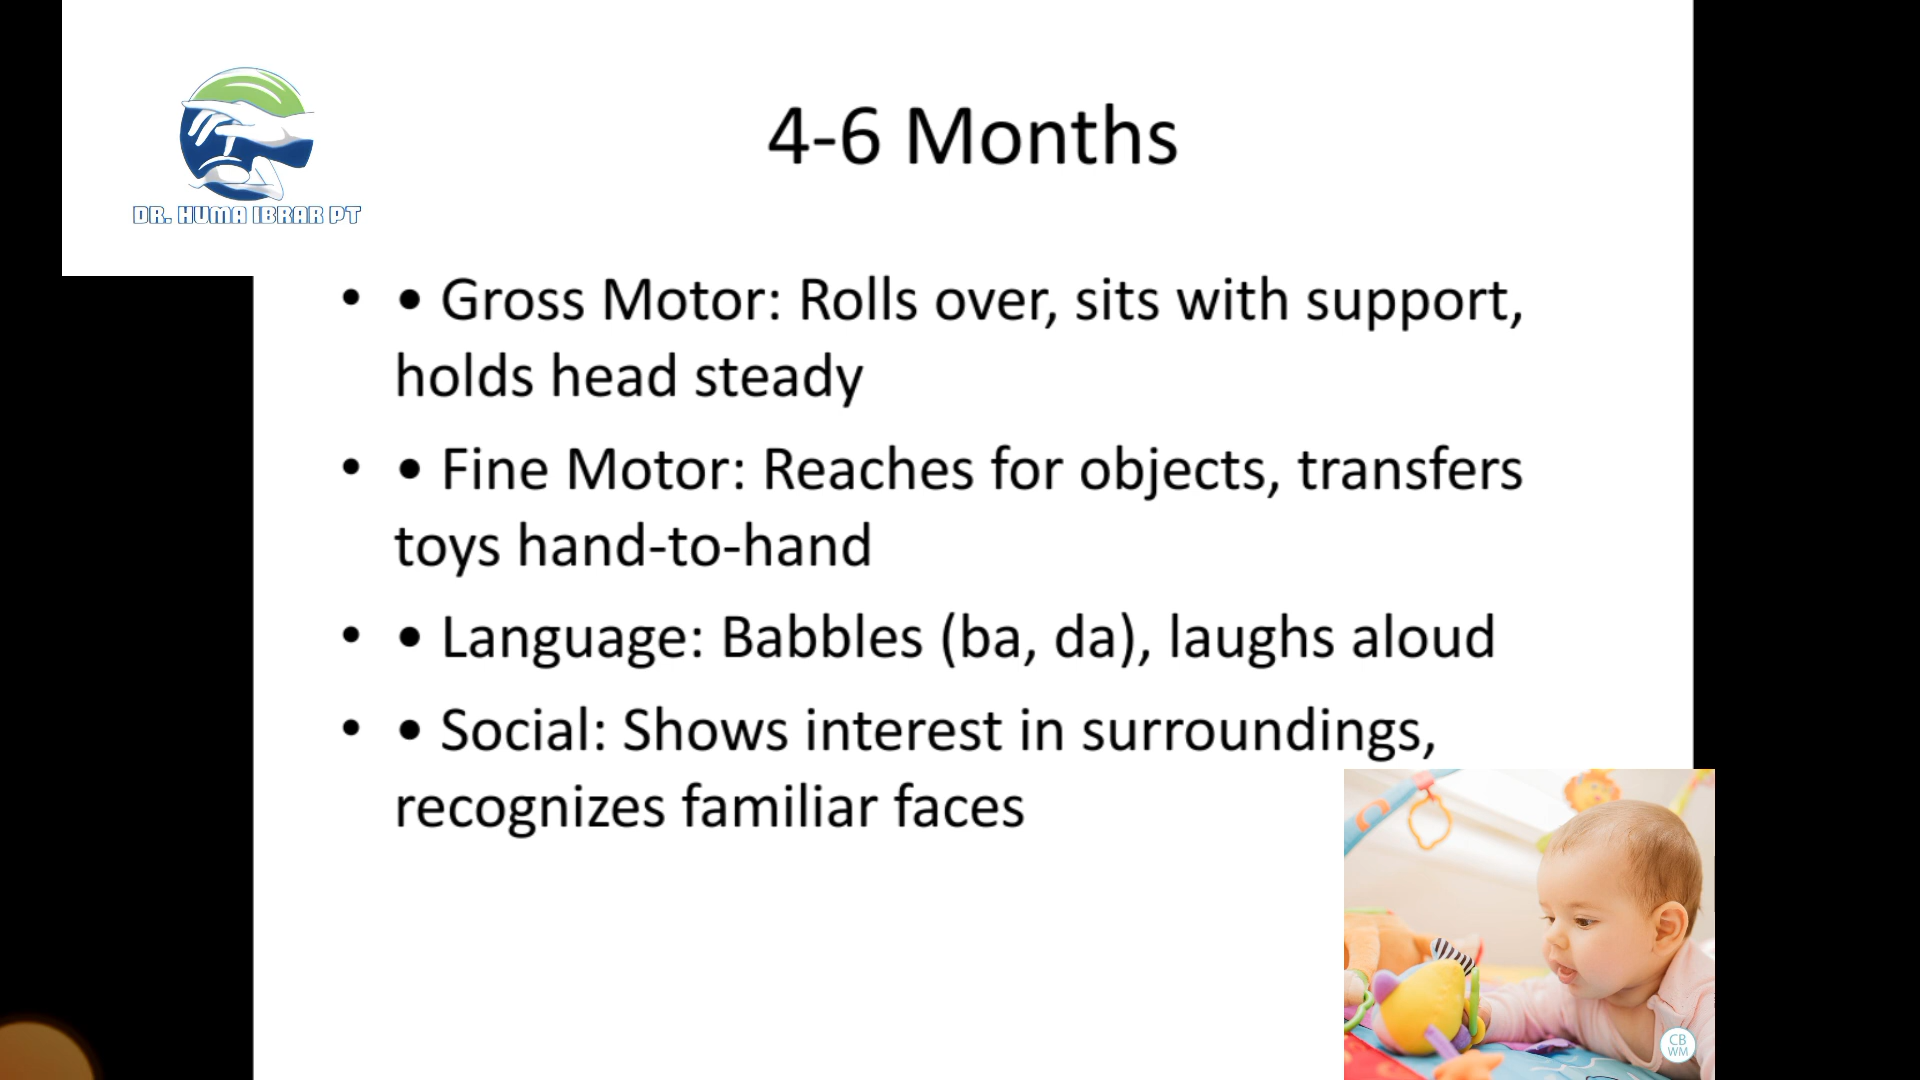 4-6 Months
DR. HUMA IBRAR PT
• • Gross Motor: Rolls over, sits with support,
holds head steady
• • Fine Motor: Reaches for objects, transfers
toys hand-to-hand
• • Language: Babbles (ba, da), laughs aloud
• • Social: Shows interest in surroundings,
recognizes familiar faces
CB
WM